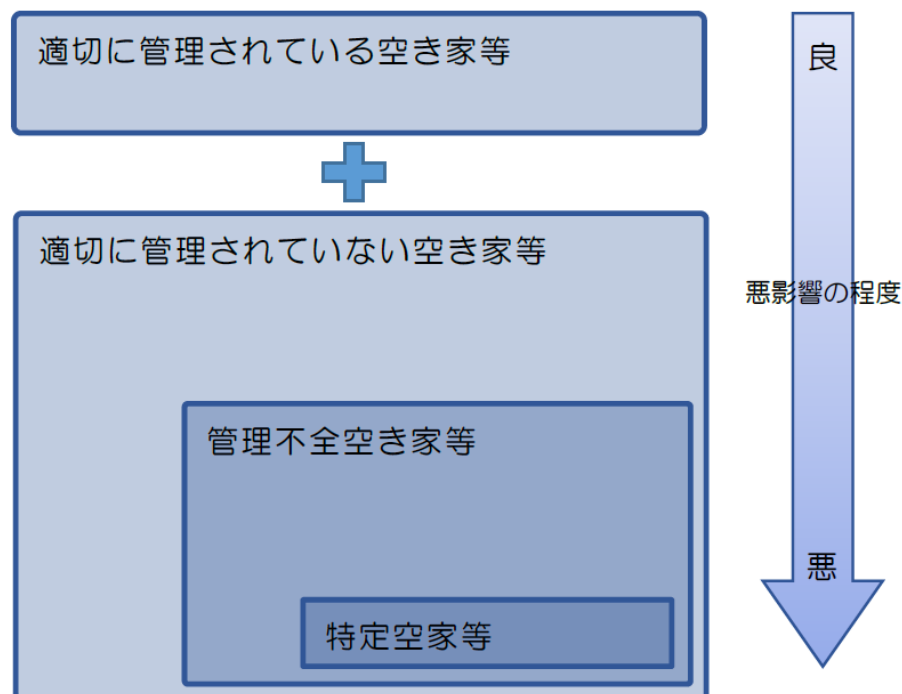 適切に管理されている空き家等
適切に管理されていない空き家等
管理不全空き家等
特定空家等
良
悪影響の程度
悪